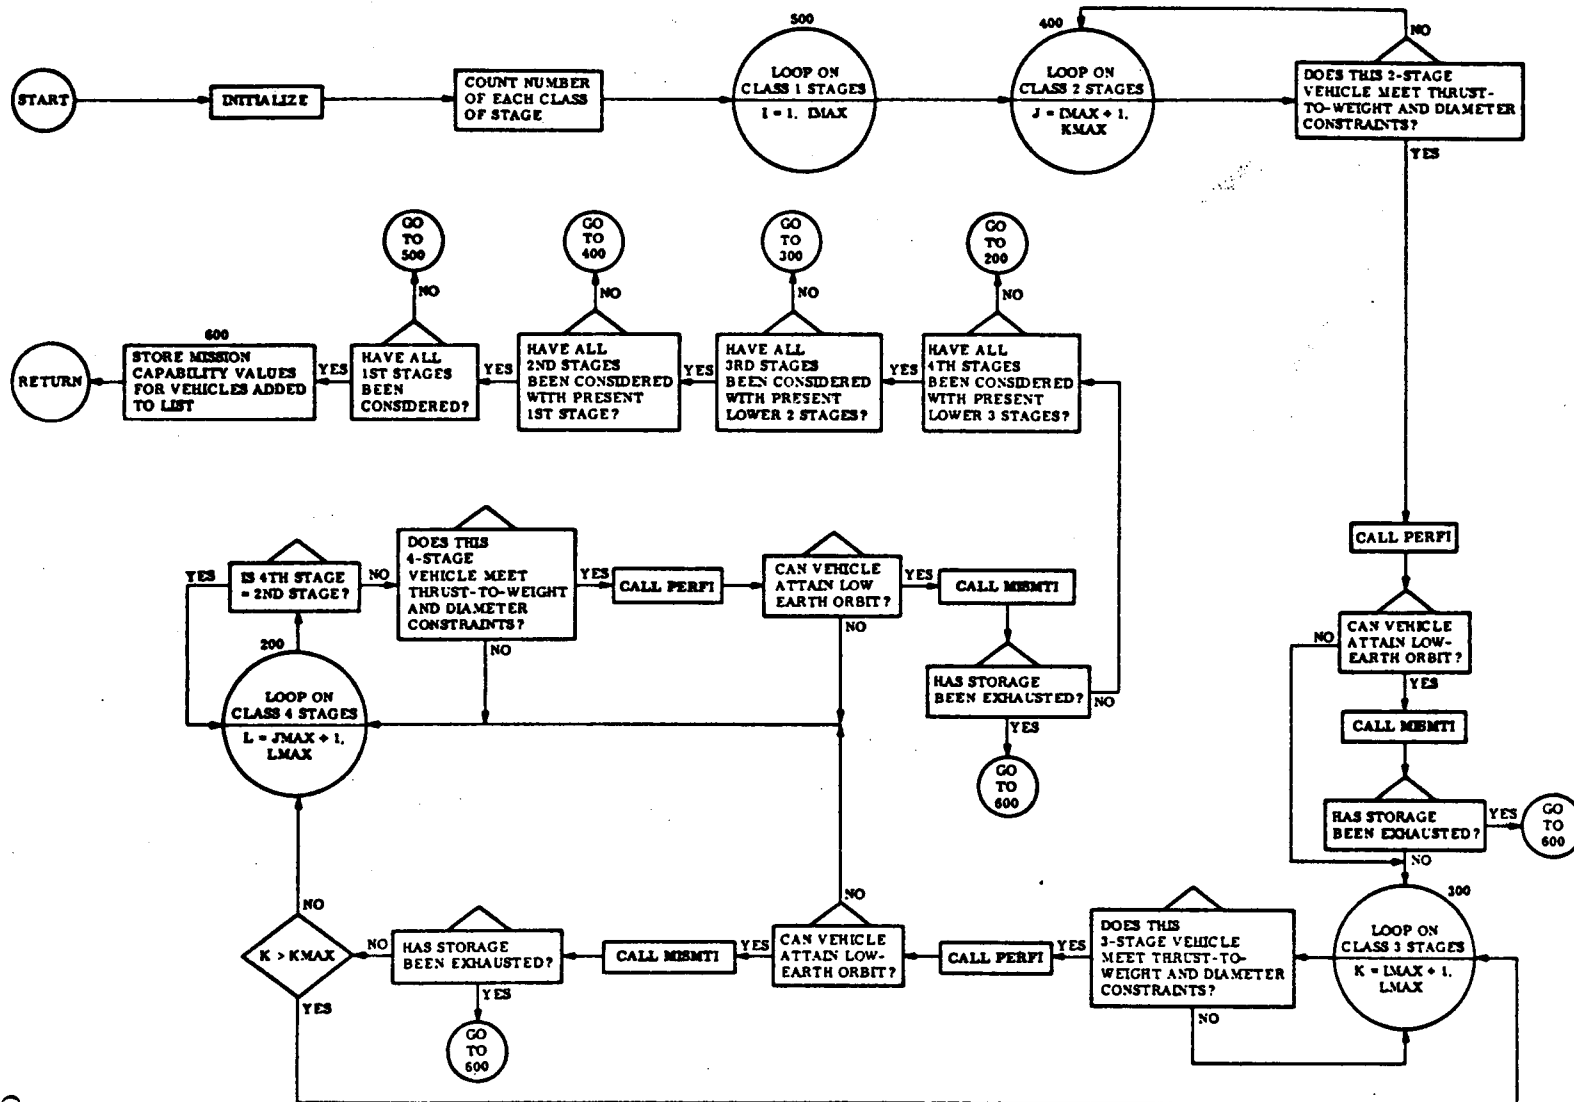 START
INITIALIZE
COUNT NUMBER
OF EACH CLASS
OF STAGE
500
LOOP ON
CLASS 1 STAGES
I = 1, IMAX
400
LOOP ON
CLASS 2 STAGES
J = IMAX + 1,
KMAX
NO
DOES THIS 2-STAGE
VEHICLE MEET THRUST-
TO-WEIGHT AND DIAMETER
CONSTRAINTS?
YES
GO
TO
500
NO
GO
TO
400
NO
GO
TO
300
NO
GO
TO
200
NO
RETURN
600
STORE MISSION
CAPABILITY VALUES
FOR VEHICLES ADDED
TO LIST
YES
HAVE ALL
1ST STAGES
BEEN
CONSIDERED?
YES
HAVE ALL
2ND STAGES
BEEN CONSIDERED
WITH PRESENT
1ST STAGE?
YES
HAVE ALL
3RD STAGES
BEEN CONSIDERED
WITH PRESENT
LOWER 2 STAGES?
YES
HAVE ALL
4TH STAGES
BEEN CONSIDERED
WITH PRESENT
LOWER 3 STAGES?
YES
IS 4TH STAGE
= 2ND STAGE?
NO
DOES THIS
4-STAGE
VEHICLE MEET
THRUST-TO-WEIGHT
AND DIAMETER
CONSTRAINTS?
NO
YES
CALL PERFI
CAN VEHICLE
ATTAIN LOW
EARTH ORBIT?
NO
YES
CALL MISMTI
HAS STORAGE
BEEN EXHAUSTED?
NO
YES
GO
TO
600
CALL PERFI
CAN VEHICLE
ATTAIN LOW-
EARTH ORBIT?
NO
YES
CALL MISMTI
HAS STORAGE
BEEN EXHAUSTED?
YES
GO
TO
600
NO
200
LOOP ON
CLASS 4 STAGES
L = JMAX + 1,
LMAX
300
LOOP ON
CLASS 3 STAGES
K = IMAX + 1,
LMAX
DOES THIS
3-STAGE VEHICLE
MEET THRUST-TO-
WEIGHT AND DIAMETER
CONSTRAINTS?
NO
YES
CALL PERFI
CAN VEHICLE
ATTAIN LOW-
EARTH ORBIT?
NO
YES
CALL MISMTI
HAS STORAGE
BEEN EXHAUSTED?
YES
GO
TO
600
NO
K > KMAX
NO
YES